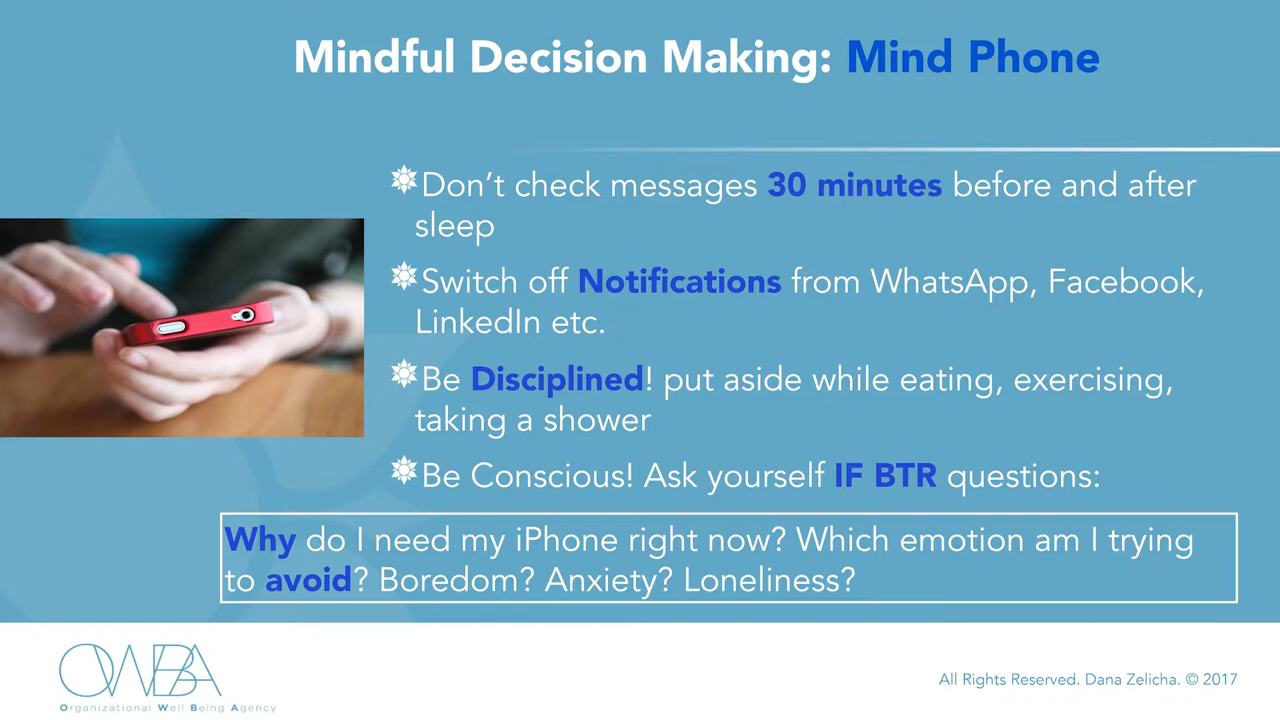 Mindful Decision Making: Mind Phone
Don't check messages 30 minutes before and after
sleep
Switch off Notifications from WhatsApp, Facebook,
LinkedIn etc.
Be Disciplined! put aside while eating, exercising,
taking a shower
Be Conscious! Ask yourself IF BTR questions:
Why do I need my iPhone right now? Which emotion am I trying
to avoid? Boredom? Anxiety? Loneliness?
OWBA
Organizational Well Being Agency
All Rights Reserved. Dana Zelicha. © 2017